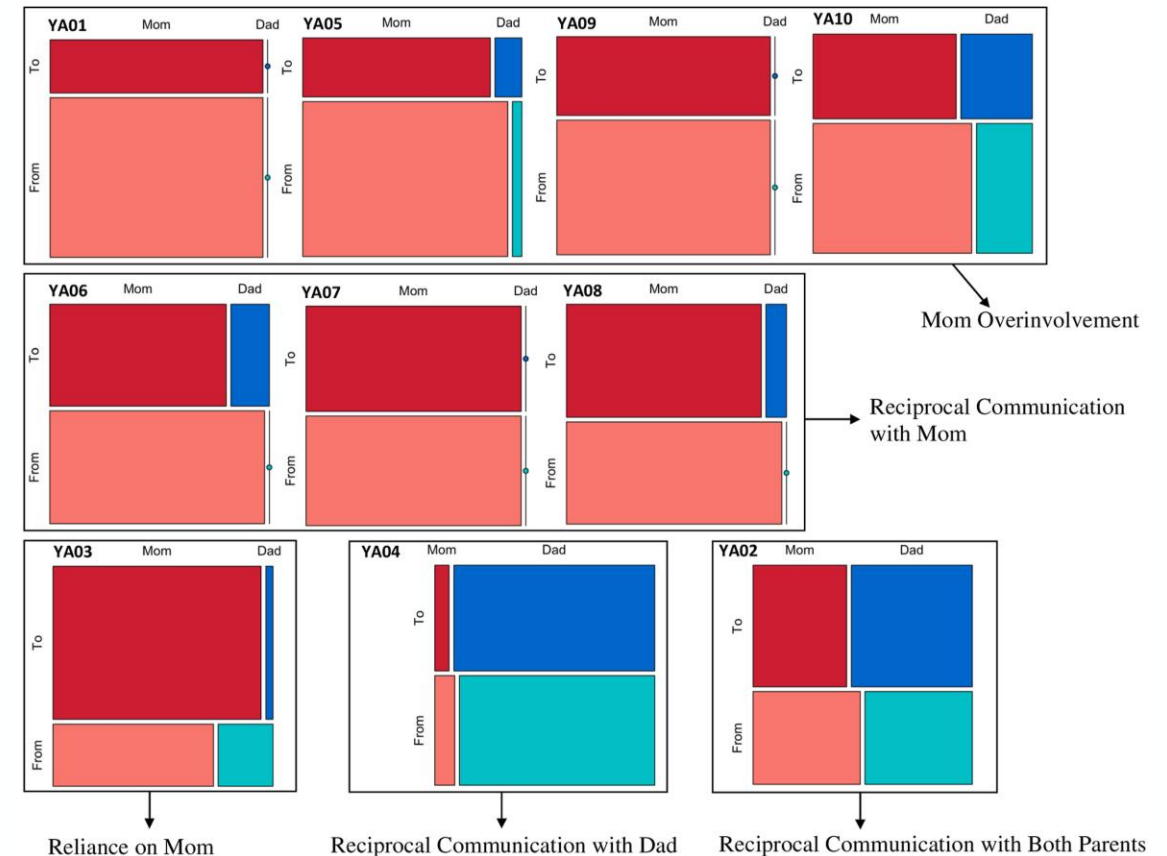 YA01 Mom Dad YA05 Mom Dad YA09 Mom Dad YA10 Mom Dad
To To To To
From From From From
Mom Overinvolvement
YA06 Mom Dad YA07 Mom Dad YA08 Mom Dad
To To To
From From From
Reciprocal Communication
with Mom
YA03 Mom Dad YA04 Mom Dad YA02 Mom Dad
To To To
From From From
Reliance on Mom Reciprocal Communication with Dad Reciprocal Communication with Both Parents